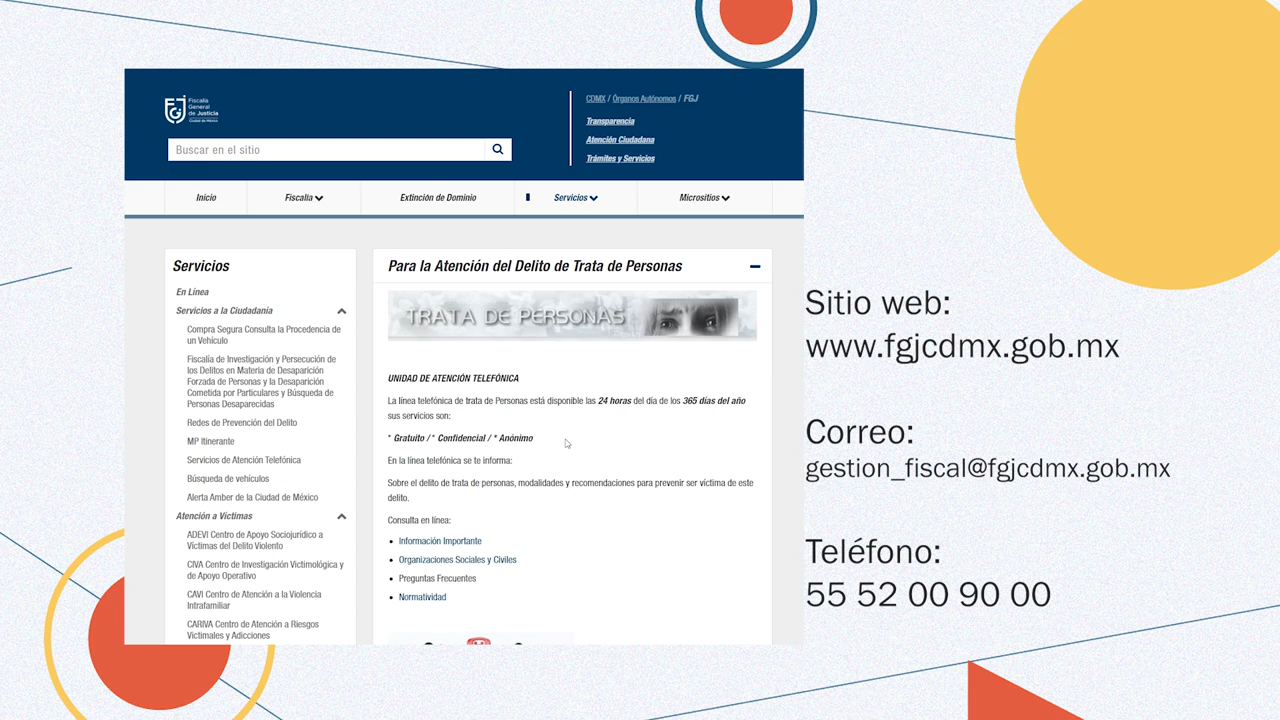 Fiscalía
General
de Justicia
Ciudad de México
Buscar en el sitio
CDMX / Órganos Autónomos / FGJ
Transparencia
Atención Ciudadana
Trámites y Servicios
Inicio
Fiscalía
Extinción de Dominio
Servicios
Micrositios
Servicios
En Línea
Servicios a la Ciudadanía
Compra Segura Consulta la Procedencia de
un Vehículo
Fiscalía de Investigación y Persecución de
los Delitos en Materia de Desaparición
Forzada de Personas y la Desaparición
Cometida por Particulares y Búsqueda de
Personas Desaparecidas
Redes de Prevención del Delito
MP Itinerante
Servicios de Atención Telefónica
Búsqueda de vehículos
Alerta Amber de la Ciudad de México
Atención a Víctimas
ADEVI Centro de Apoyo Sociojurídico a
Víctimas del Delito Violento
CIVA Centro de Investigación Victimológica y
de Apoyo Operativo
CAVI Centro de Atención a la Violencia
Intrafamiliar
CARIVA Centro de Atención a Riesgos
Victimales y Adicciones
Para la Atención del Delito de Trata de Personas
TRATA DE PERSONAS
UNIDAD DE ATENCIÓN TELEFÓNICA
La línea telefónica de trata de Personas está disponible las 24 horas del día de los 365 días del año
sus servicios son:
* Gratuito / * Confidencial / * Anónimo
En la línea telefónica se te informa:
Sobre el delito de trata de personas, modalidades y recomendaciones para prevenir ser víctima de este
delito.
Consulta en línea:
• Información Importante
• Organizaciones Sociales y Civiles
• Preguntas Frecuentes
• Normatividad
Sitio web:
www.fgjcdmx.gob.mx
Correo:
gestion_fiscal@fgjcdmx.gob.mx
Teléfono:
55 52 00 90 00